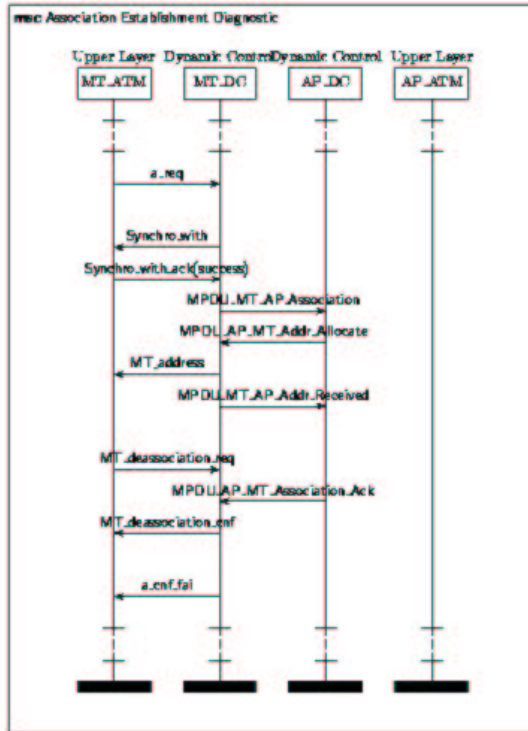 msc Association Establishment Diagnostic
Upper Layer Dynamic Control Dynamic Control Upper Layer
MT_ATM MT_DC AP_DC AP_ATM
a_req
Synchro_with
Synchro_with_ack(success)
MPDU_MT_AP_Association
MPDU_AP_MT_Addr_Allocate
MT_address
MPDU_MT_AP_Addr_Received
MT_deassociation_req
MPDU_AP_MT_Association_Ack
MT_deassociation_cnf
a_cnf_fai